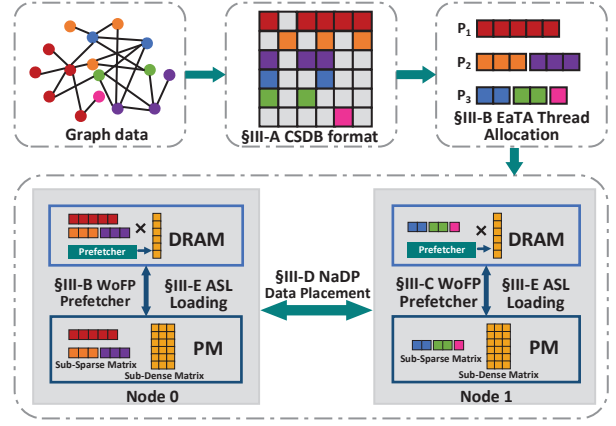 Graph data
§III-A CSDB format
P1
P2
P3
§III-B EaTA Thread
Allocation
DRAM
Prefetcher
×
§III-B WoFP
Prefetcher
§III-E ASL
Loading
PM
Sub-Sparse Matrix
Sub-Dense Matrix
Node 0
§III-D NaDP
Data Placement
DRAM
Prefetcher
×
§III-C WoFP
Prefetcher
§III-E ASL
Loading
PM
Sub-Sparse Matrix
Sub-Dense Matrix
Node 1